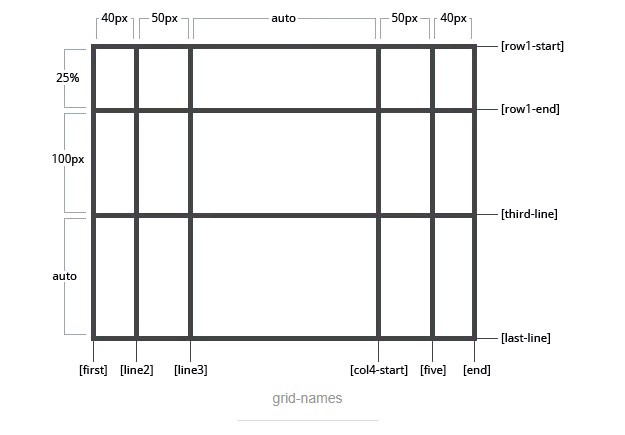 40px 50px auto 50px 40px
[row1-start]
25%
[row1-end]
100px
[third-line]
auto
[last-line]
[first] [line2] [line3] [col4-start] [five] [end]
grid-names